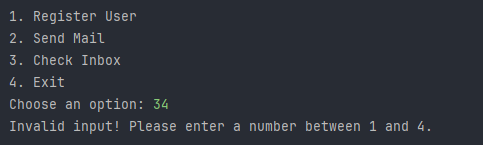 1. Register User
2. Send Mail
3. Check Inbox
4. Exit
Choose an option: 34
Invalid input! Please enter a number between 1 and 4.